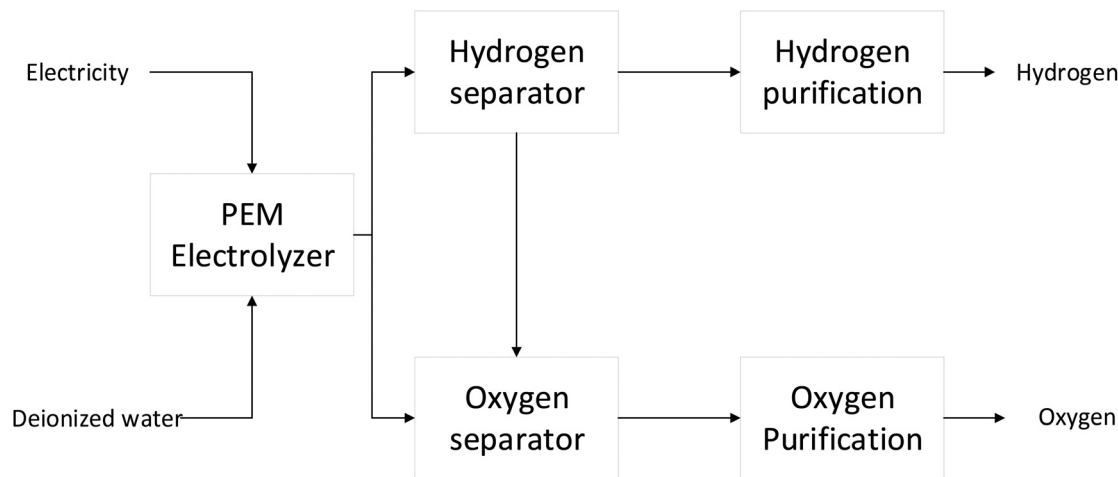 Electricity
Hydrogen
separator
Hydrogen
purification
Hydrogen
PEM
Electrolyzer
Deionized water
Oxygen
separator
Oxygen
Purification
Oxygen